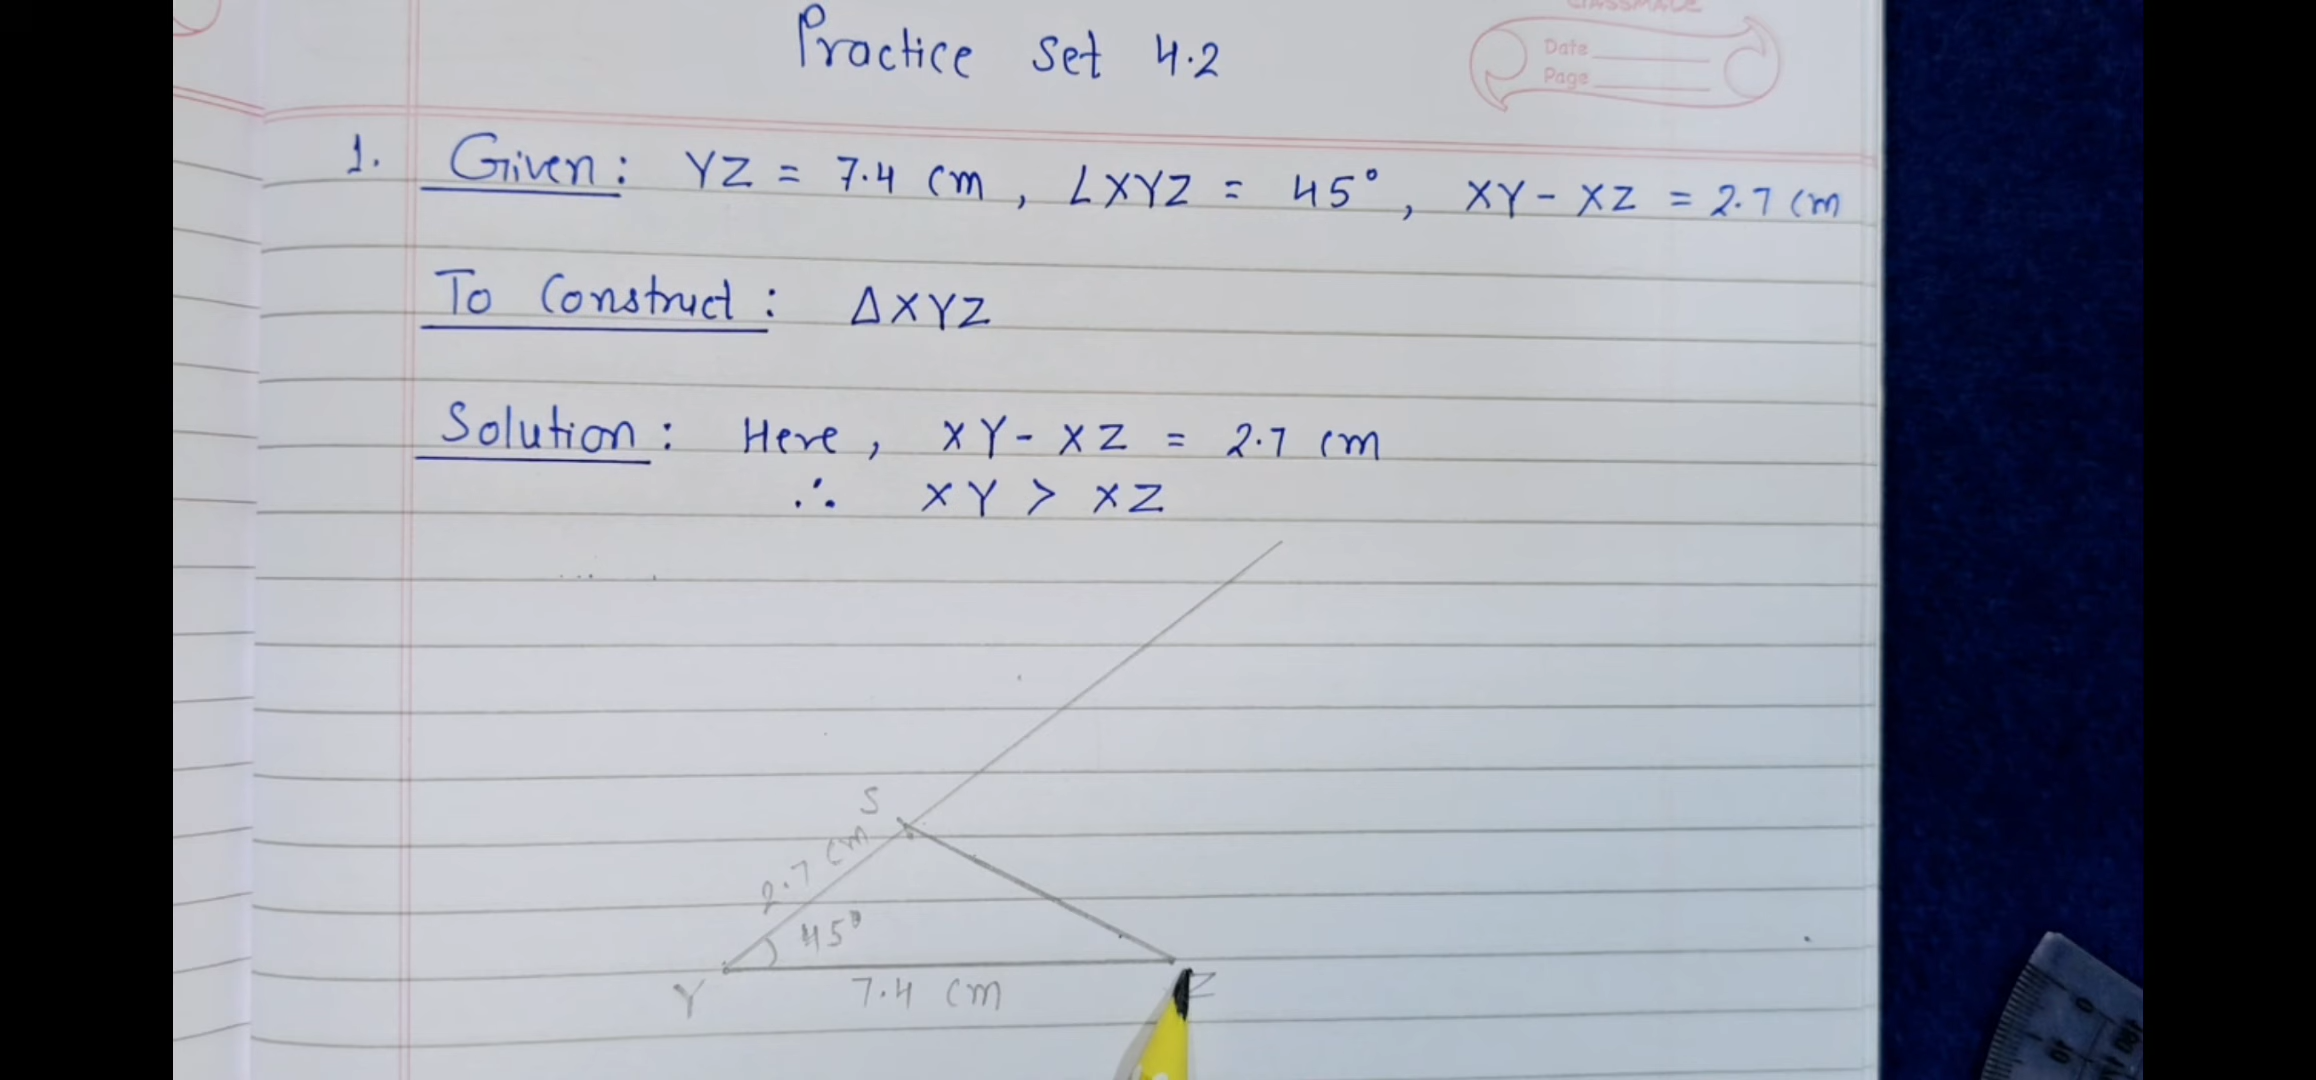 Practice Set 4.2
Date
Page
1. Given: YZ = 7.4 cm, ∠XYZ = 45°, XY - XZ = 2.7 cm
To Construct: ΔXYZ
Solution: Here, XY - XZ = 2.7 cm
∴ XY > XZ
S
2.7 cm
45°
Y 7.4 cm Z